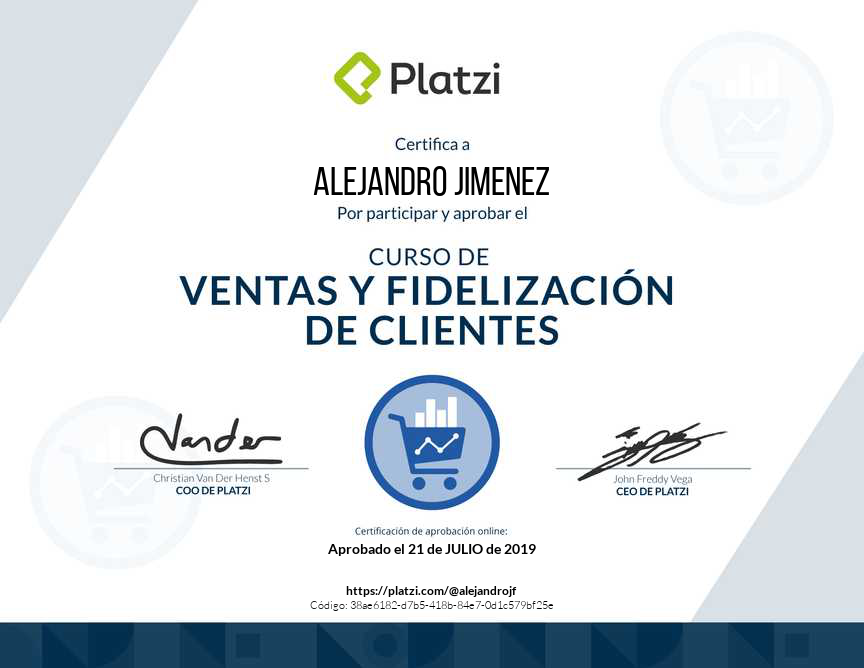 Platzi
Certifica a
ALEJANDRO JIMENEZ
Por participar y aprobar el
CURSO DE
VENTAS Y FIDELIZACIÓN
DE CLIENTES
Vander
Christian Van Der Henst S
COO DE PLATZI
John Freddy Vega
CEO DE PLATZI
Certificación de aprobación online:
Aprobado el 21 de JULIO de 2019
https://platzi.com/@alejandrojf
Código: 38ae6182-d7b5-418b-84e7-0d1c579bf25e